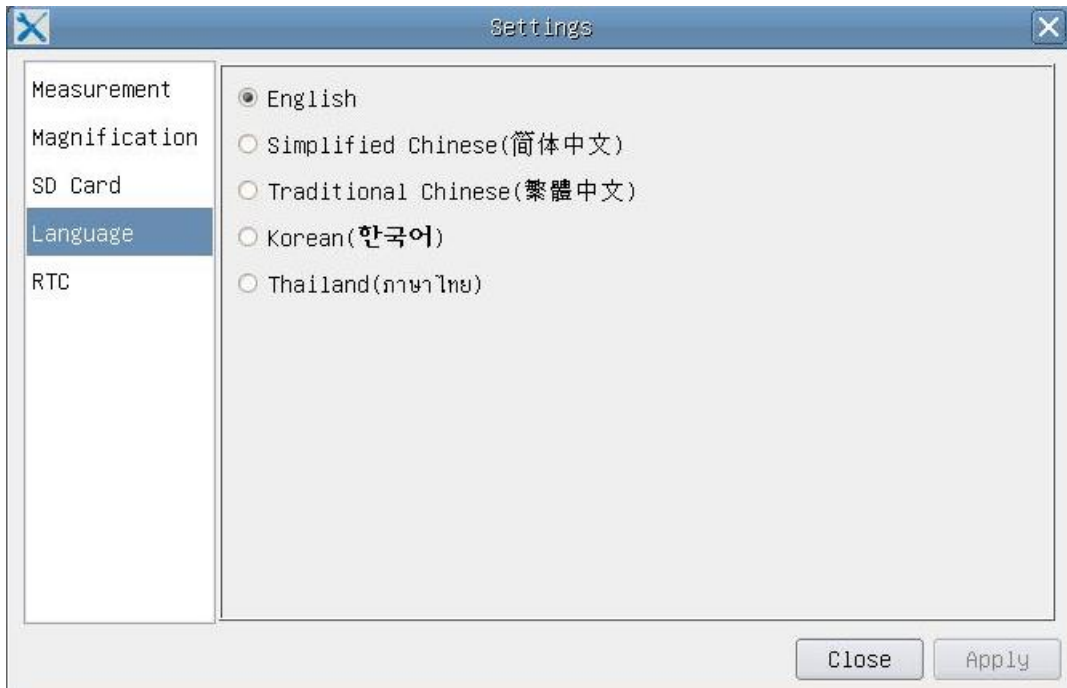 Settings
Measurement
Magnification
SD Card
Language
RTC
English
Simplified Chinese(简体中文)
Traditional Chinese(繁體中文)
Korean(한국어)
Thailand(ภาษาไทย)
Close
Apply